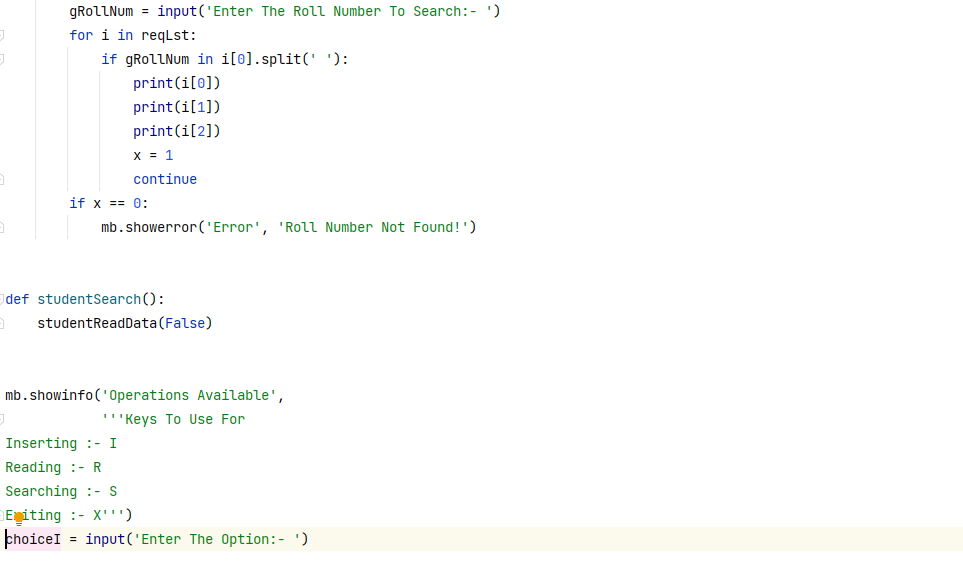 gRollNum = input('Enter The Roll Number To Search:- ')
        for i in reqLst:
            if gRollNum in i[0].split(' '):
                print(i[0])
                print(i[1])
                print(i[2])
                x = 1
                continue
        if x == 0:
            mb.showerror('Error', 'Roll Number Not Found!')
def studentSearch():
    studentReadData(False)
mb.showinfo('Operations Available',
            '''Keys To Use For
Inserting :- I
Reading :- R
Searching :- S
Exiting :- X''')
choiceI = input('Enter The Option:- ')